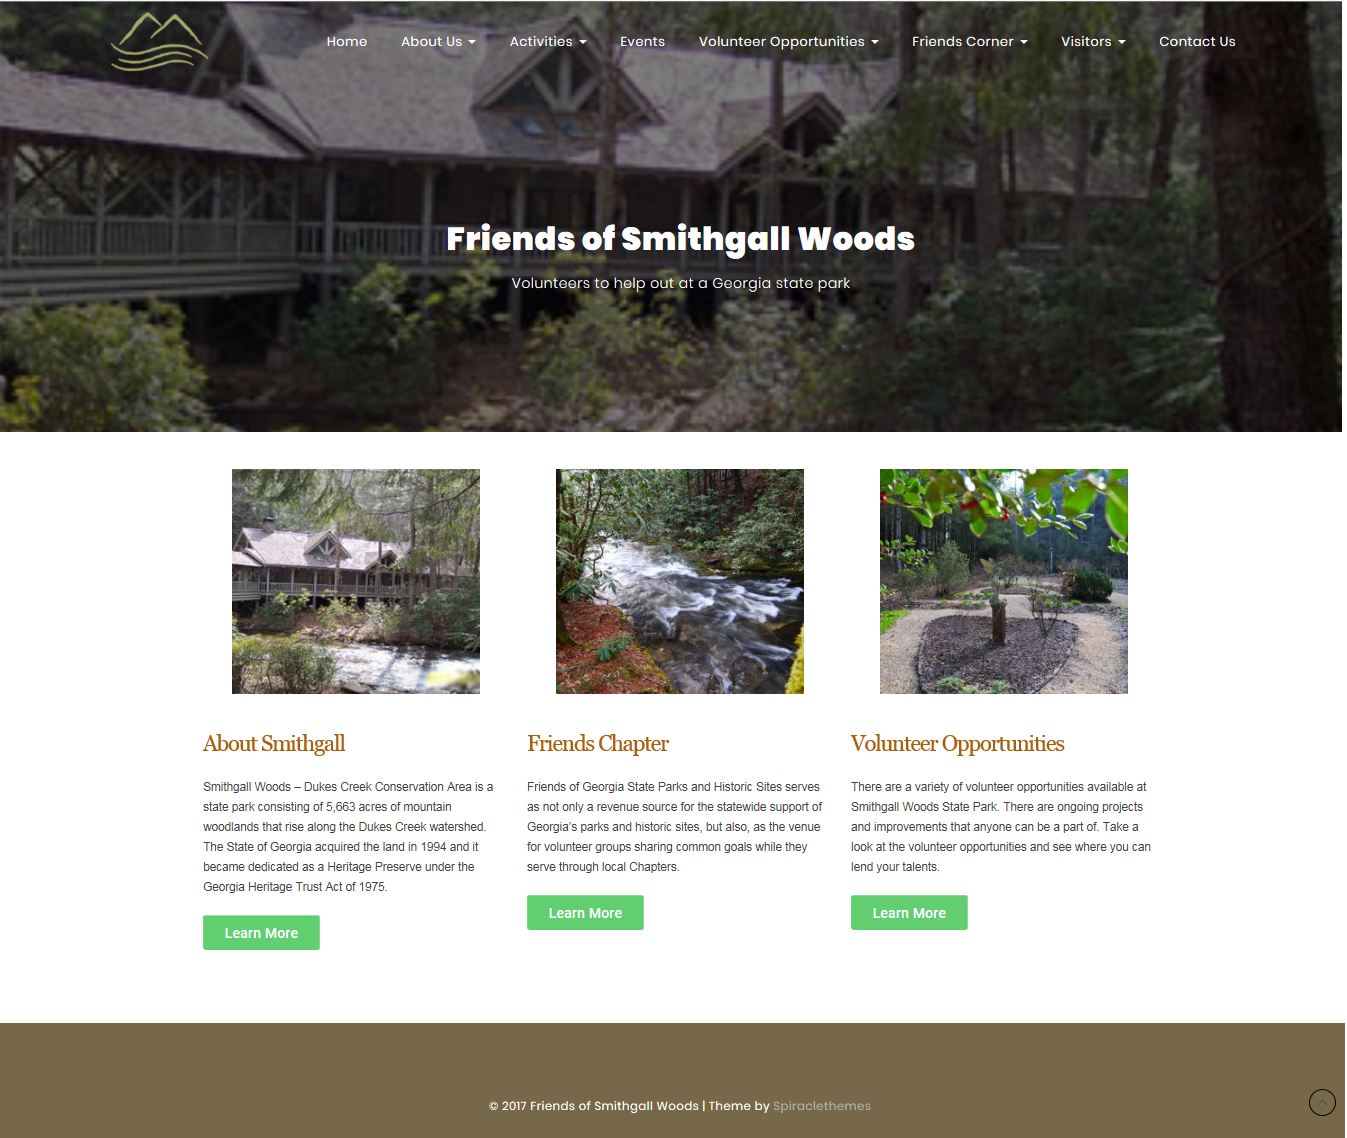 Home About Us Activities Events Volunteer Opportunities Friends Corner Visitors Contact Us
Friends of Smithgall Woods
Volunteers to help out at a Georgia state park
About Smithgall
Smithgall Woods – Dukes Creek Conservation Area is a
state park consisting of 5,663 acres of mountain
woodlands that rise along the Dukes Creek watershed.
The State of Georgia acquired the land in 1994 and it
became dedicated as a Heritage Preserve under the
Georgia Heritage Trust Act of 1975.
Learn More
Friends Chapter
Friends of Georgia State Parks and Historic Sites serves
as not only a revenue source for the statewide support of
Georgia's parks and historic sites, but also, as the venue
for volunteer groups sharing common goals while they
serve through local Chapters.
Learn More
Volunteer Opportunities
There are a variety of volunteer opportunities available at
Smithgall Woods State Park. There are ongoing projects
and improvements that anyone can be a part of. Take a
look at the volunteer opportunities and see where you can
lend your talents.
Learn More
© 2017 Friends of Smithgall Woods | Theme by Spiraclethemes